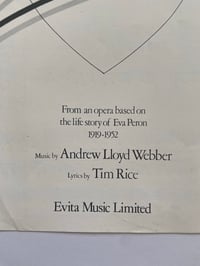 From an opera based on
the life story of Eva Peron
1919-1952
Music by Andrew Lloyd Webber
Lyrics by Tim Rice
Evita Music Limited